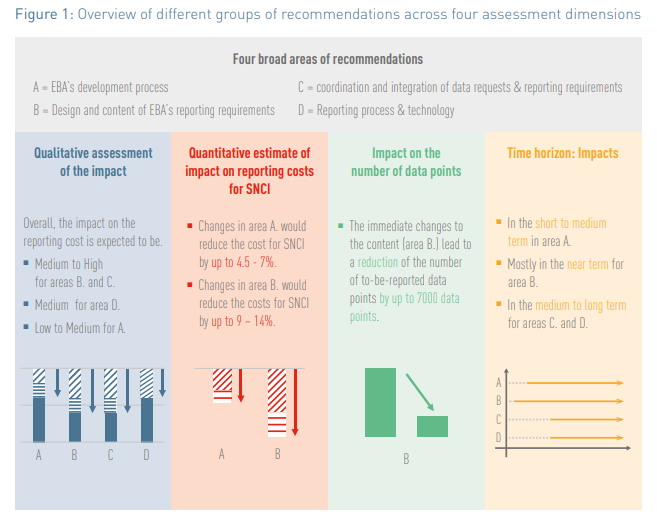 Figure 1: Overview of different groups of recommendations across four assessment dimensions
Four broad areas of recommendations
A = EBA's development process
C = coordination and integration of data requests & reporting requirements
B = Design and content of EBA's reporting requirements
D = Reporting process & technology
Qualitative assessment
of the impact
Overall, the impact on the
reporting cost is expected to be.
Medium to High
for areas B. and C.
Medium for area D.
Low to Medium for A.
A B C D
Quantitative estimate of
impact on reporting costs
for SNCI
Changes in area A. would
reduce the cost for SNCI
by up to 4.5 - 7%.
Changes in area B. would
reduce the costs for SNCI
by up to 9 – 14%.
A B
Impact on the
number of data points
The immediate changes to
the content (area B.) lead to
a reduction of the number
of to-be-reported data
points by up to 7000 data
points.
B
Time horizon: Impacts
In the short to medium
term in area A.
Mostly in the near term for
area B.
In the medium to long term
for areas C. and D.
A
B
C
D